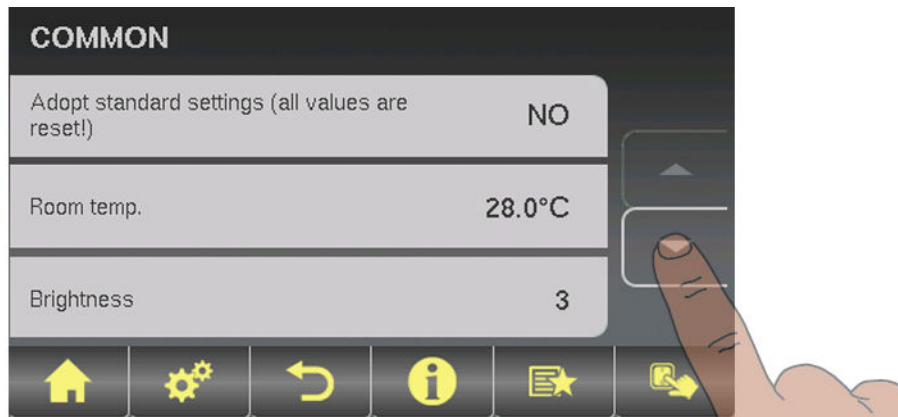 COMMON
Adopt standard settings (all values are
reset!)
NO
Room temp.
28.0°C
Brightness
3